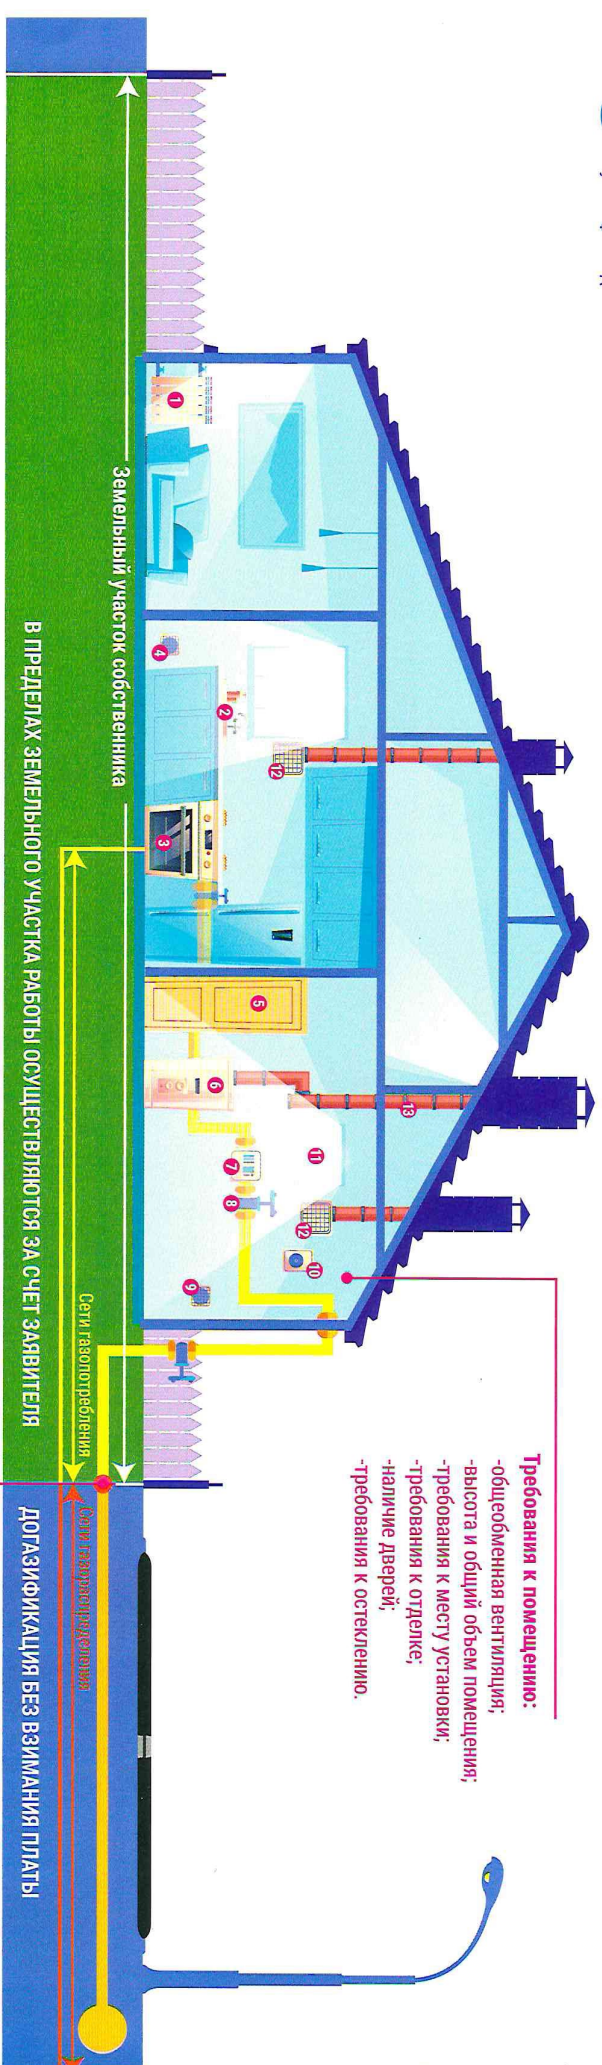 Требования к помещению:
-общеобменная вентиляция;
-высота и общий объем помещения;
-требования к месту установки;
-требования к отделке;
-наличие дверей;
-требования к остеклению.
13
12
12
11
10
5
2
7
8
6
9
1
4
3
Земельный участок собственника
Сети газопотребления
Сети газораспределения
В ПРЕДЕЛАХ ЗЕМЕЛЬНОГО УЧАСТКА РАБОТЫ ОСУЩЕСТВЛЯЮТСЯ ЗА СЧЕТ ЗАЯВИТЕЛЯ
ДОГАЗИФИКАЦИЯ БЕЗ ВЗИМАНИЯ ПЛАТЫ